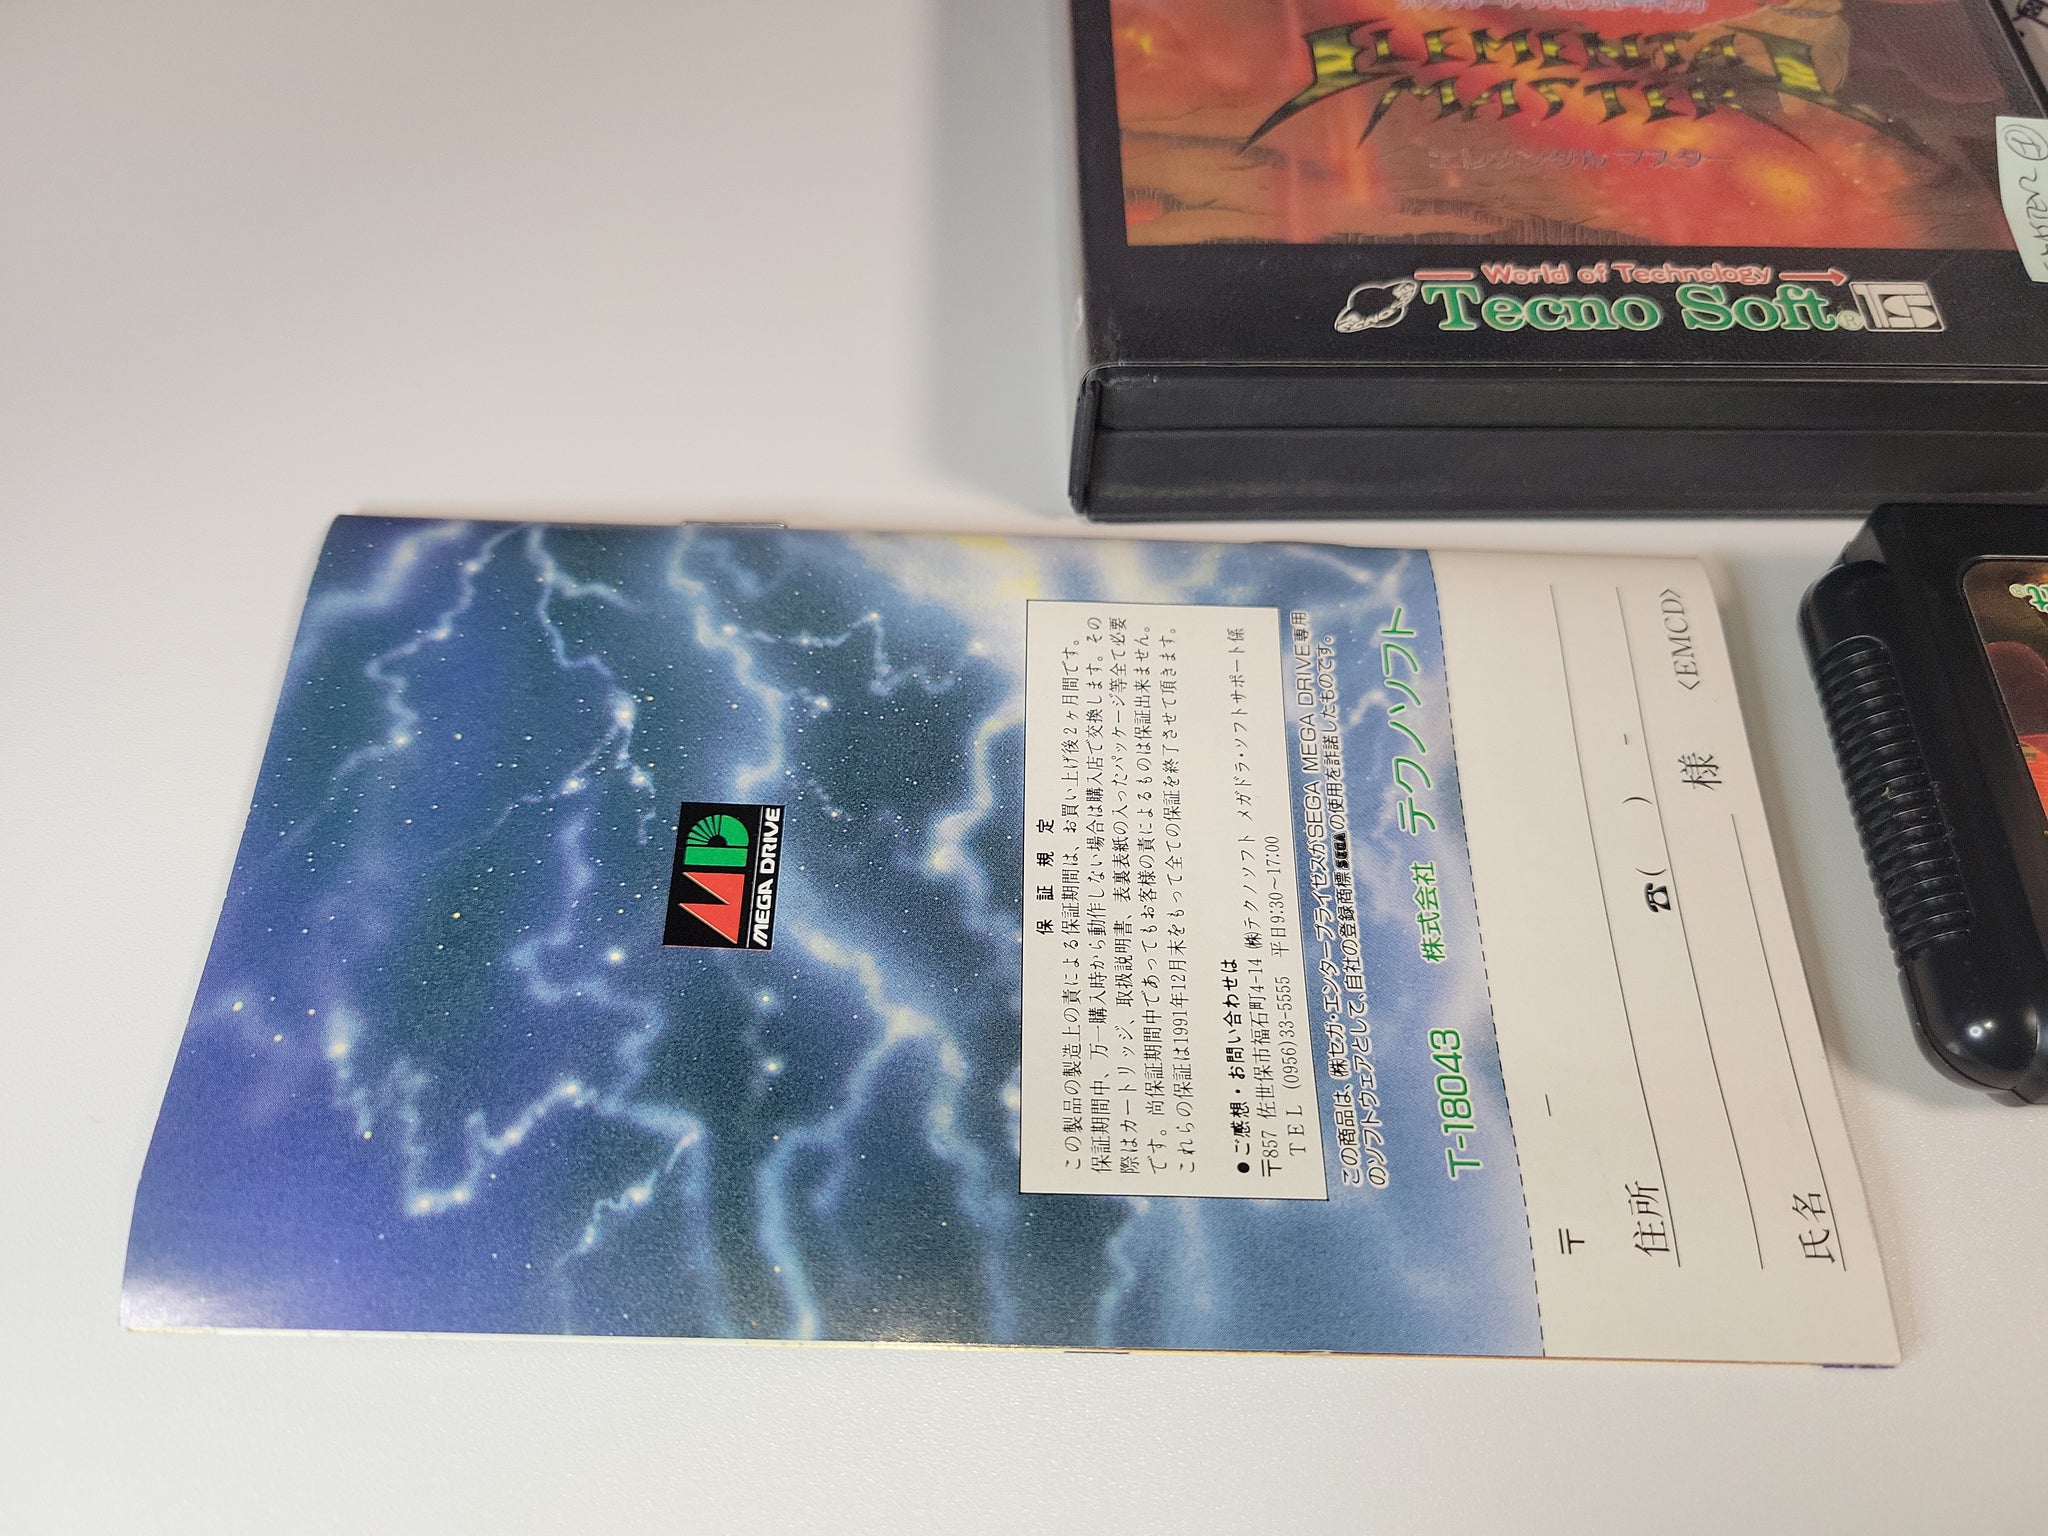 ELEMENTAL
MASTER
World of Technology
Tecno Soft®
MEGA DRIVE
保証規定
この製品の製造上の責による保証期間は、お買い上げ後2ヶ月間です。
保証期間中、万一購入時から動作しない場合は購入店で交換します。その
際はカートリッジ、取扱説明書、表裏表紙の入ったパッケージ等全て必要
です。尚保証期間中であってもお客様の責によるものは保証出来ません。
これらの保証は1991年12月末をもって全ての保証を終了させて頂きます。
●ご感想・お問い合わせは
〒857 佐世保市福石町4-14 ㈱テクノソフト メガドラ・ソフトサポート係
TEL (0956)33-5555 平日9:30~17:00
この商品は、㈱セガ・エンタープライゼスがSEGA MEGA DRIVE専用
のソフトウェアとして、自社の登録商標SEGAの使用を許諾したものです。
T-18043 株式会社 テクノソフト
〒 -
住所
☎( ) -
氏名 様 〈EMCD〉